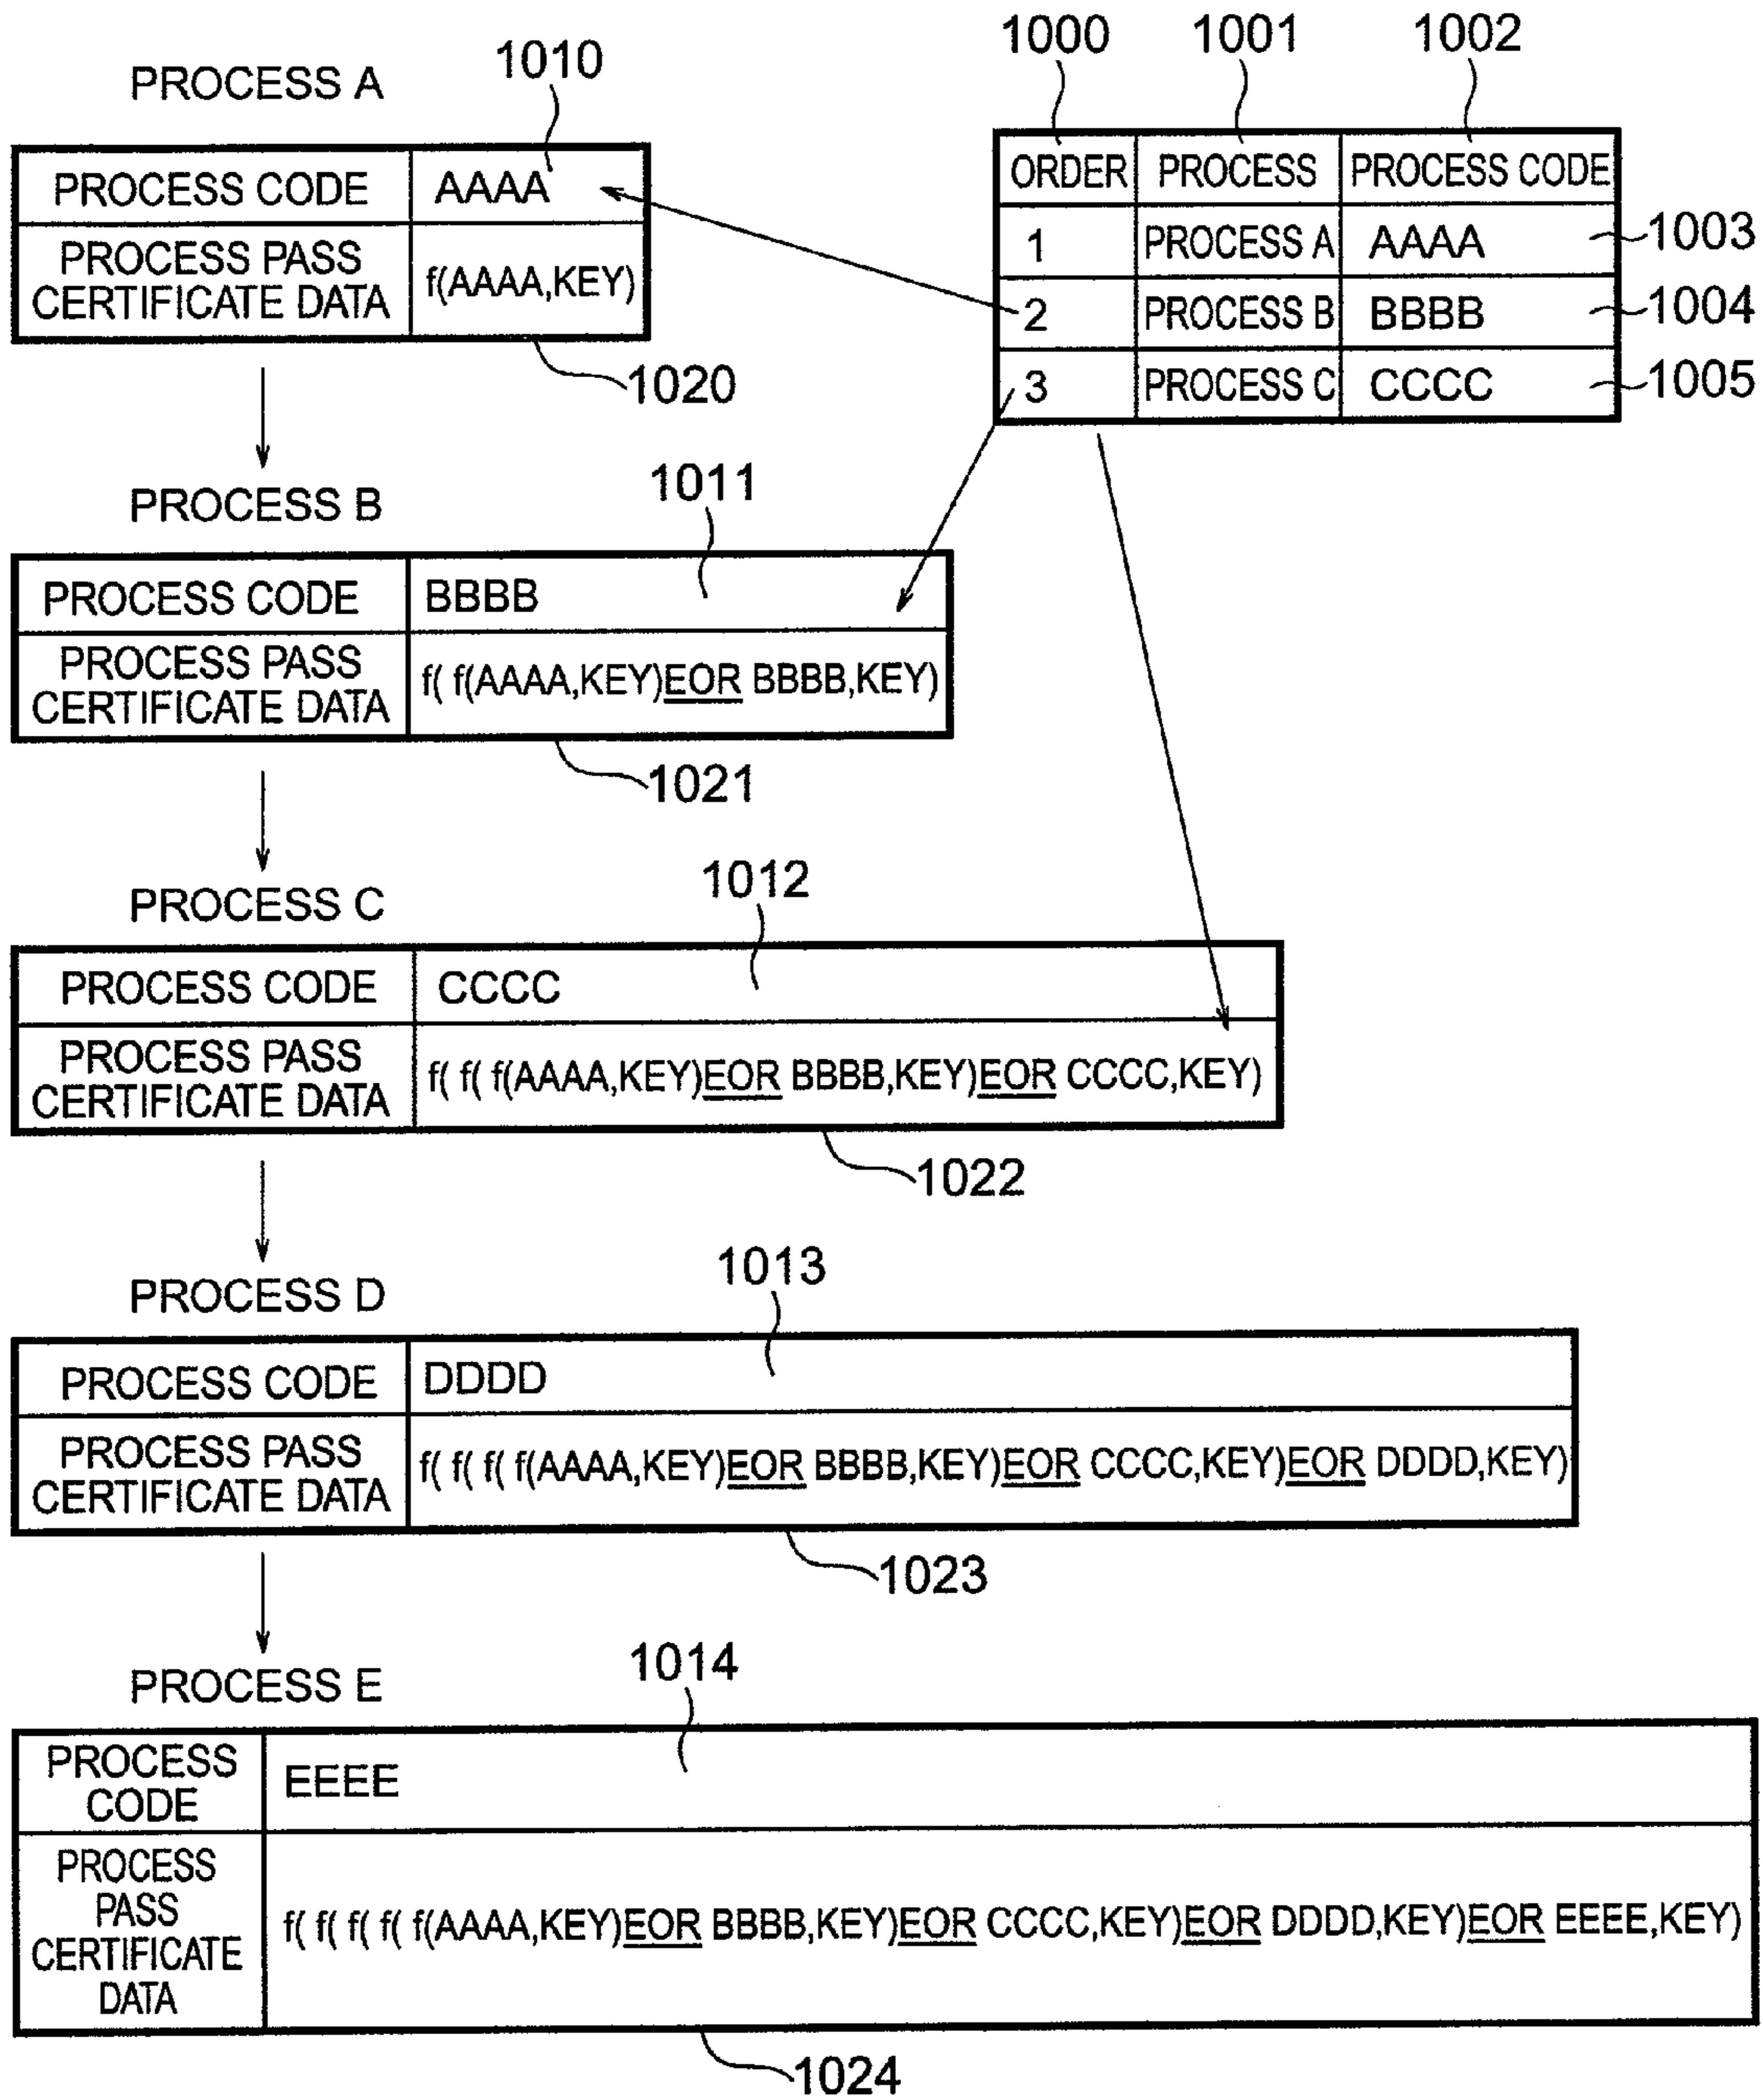 1000 1001 1002
ORDER PROCESS PROCESS CODE
1 PROCESS A AAAA 1003
2 PROCESS B BBBB 1004
3 PROCESS C CCCC 1005
PROCESS A
1010
PROCESS CODE AAAA
PROCESS PASS
CERTIFICATE DATA
f(AAAA,KEY)
1020
PROCESS B
1011
PROCESS CODE BBBB
PROCESS PASS
CERTIFICATE DATA
f( f(AAAA,KEY)EOR BBBB,KEY)
1021
PROCESS C
1012
PROCESS CODE CCCC
PROCESS PASS
CERTIFICATE DATA
f( f( f(AAAA,KEY)EOR BBBB,KEY)EOR CCCC,KEY)
1022
PROCESS D
1013
PROCESS CODE DDDD
PROCESS PASS
CERTIFICATE DATA
f( f( f( f(AAAA,KEY)EOR BBBB,KEY)EOR CCCC,KEY)EOR DDDD,KEY)
1023
PROCESS E
1014
PROCESS
CODE
EEEE
PROCESS
PASS
CERTIFICATE
DATA
f( f( f( f( f(AAAA,KEY)EOR BBBB,KEY)EOR CCCC,KEY)EOR DDDD,KEY)EOR EEEE,KEY)
1024